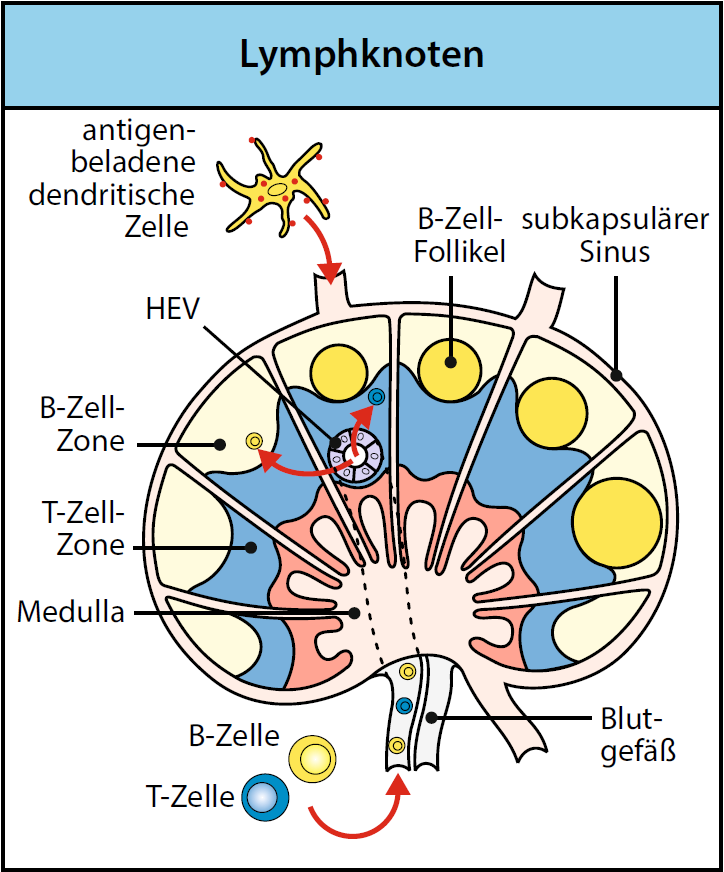 Lymphknoten
antigen-
beladene
dendritische
Zelle
B-Zell-
Follikel
subkapsulärer
Sinus
HEV
B-Zell-
Zone
T-Zell-
Zone
Medulla
B-Zelle
T-Zelle
Blut-
gefäß